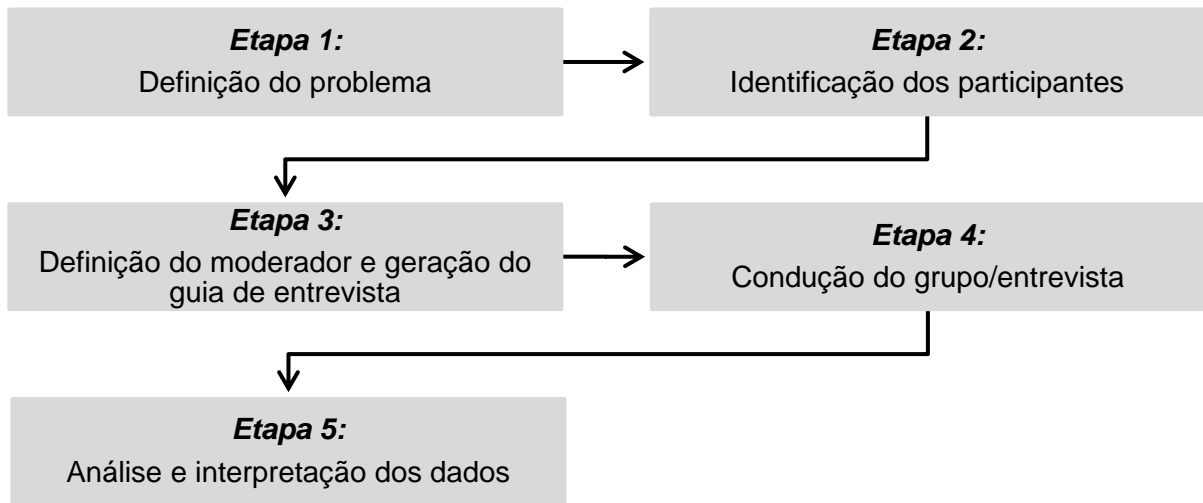 Etapa 1:
Definição do problema
Etapa 2:
Identificação dos participantes
Etapa 3:
Definição do moderador e geração do
guia de entrevista
Etapa 4:
Condução do grupo/entrevista
Etapa 5:
Análise e interpretação dos dados